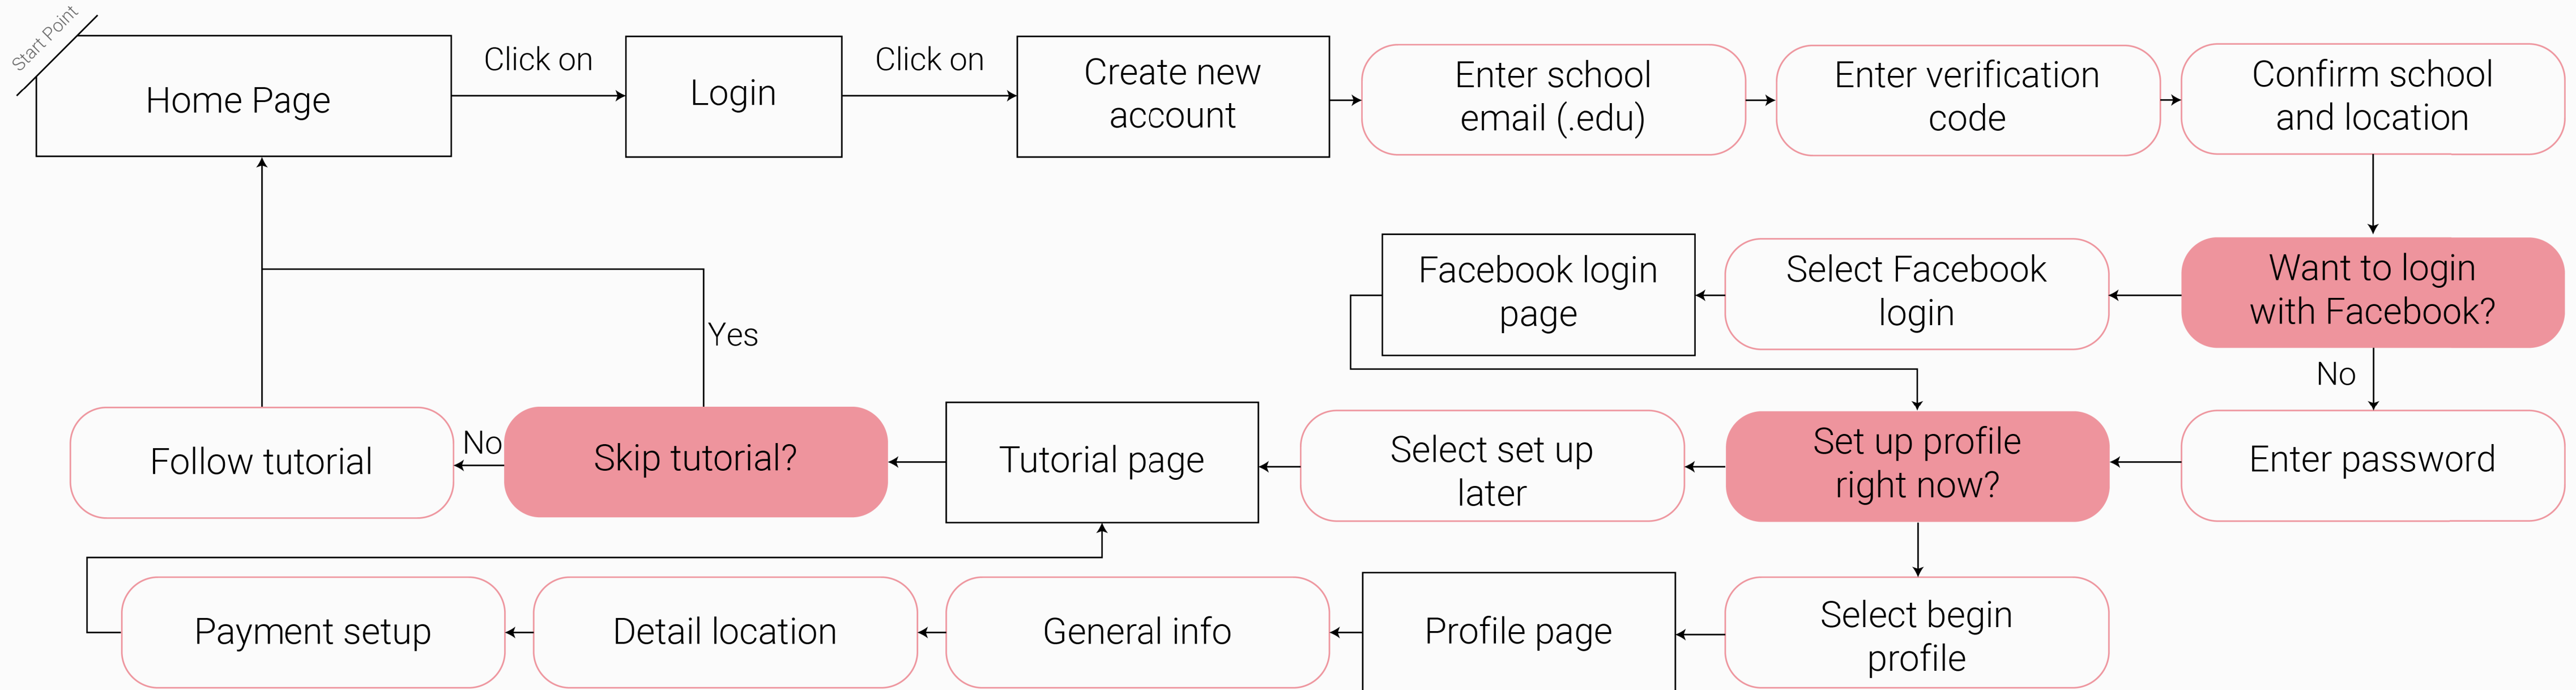 Start Point
Home Page
Click on
Login
Click on
Create new
account
Enter school
email (.edu)
Enter verification
code
Confirm school
and location
Facebook login
page
Select Facebook
login
Want to login
with Facebook?
Yes
No
Follow tutorial
No
Skip tutorial?
Tutorial page
Select set up
later
Set up profile
right now?
Enter password
Payment setup
Detail location
General info
Profile page
Select begin
profile